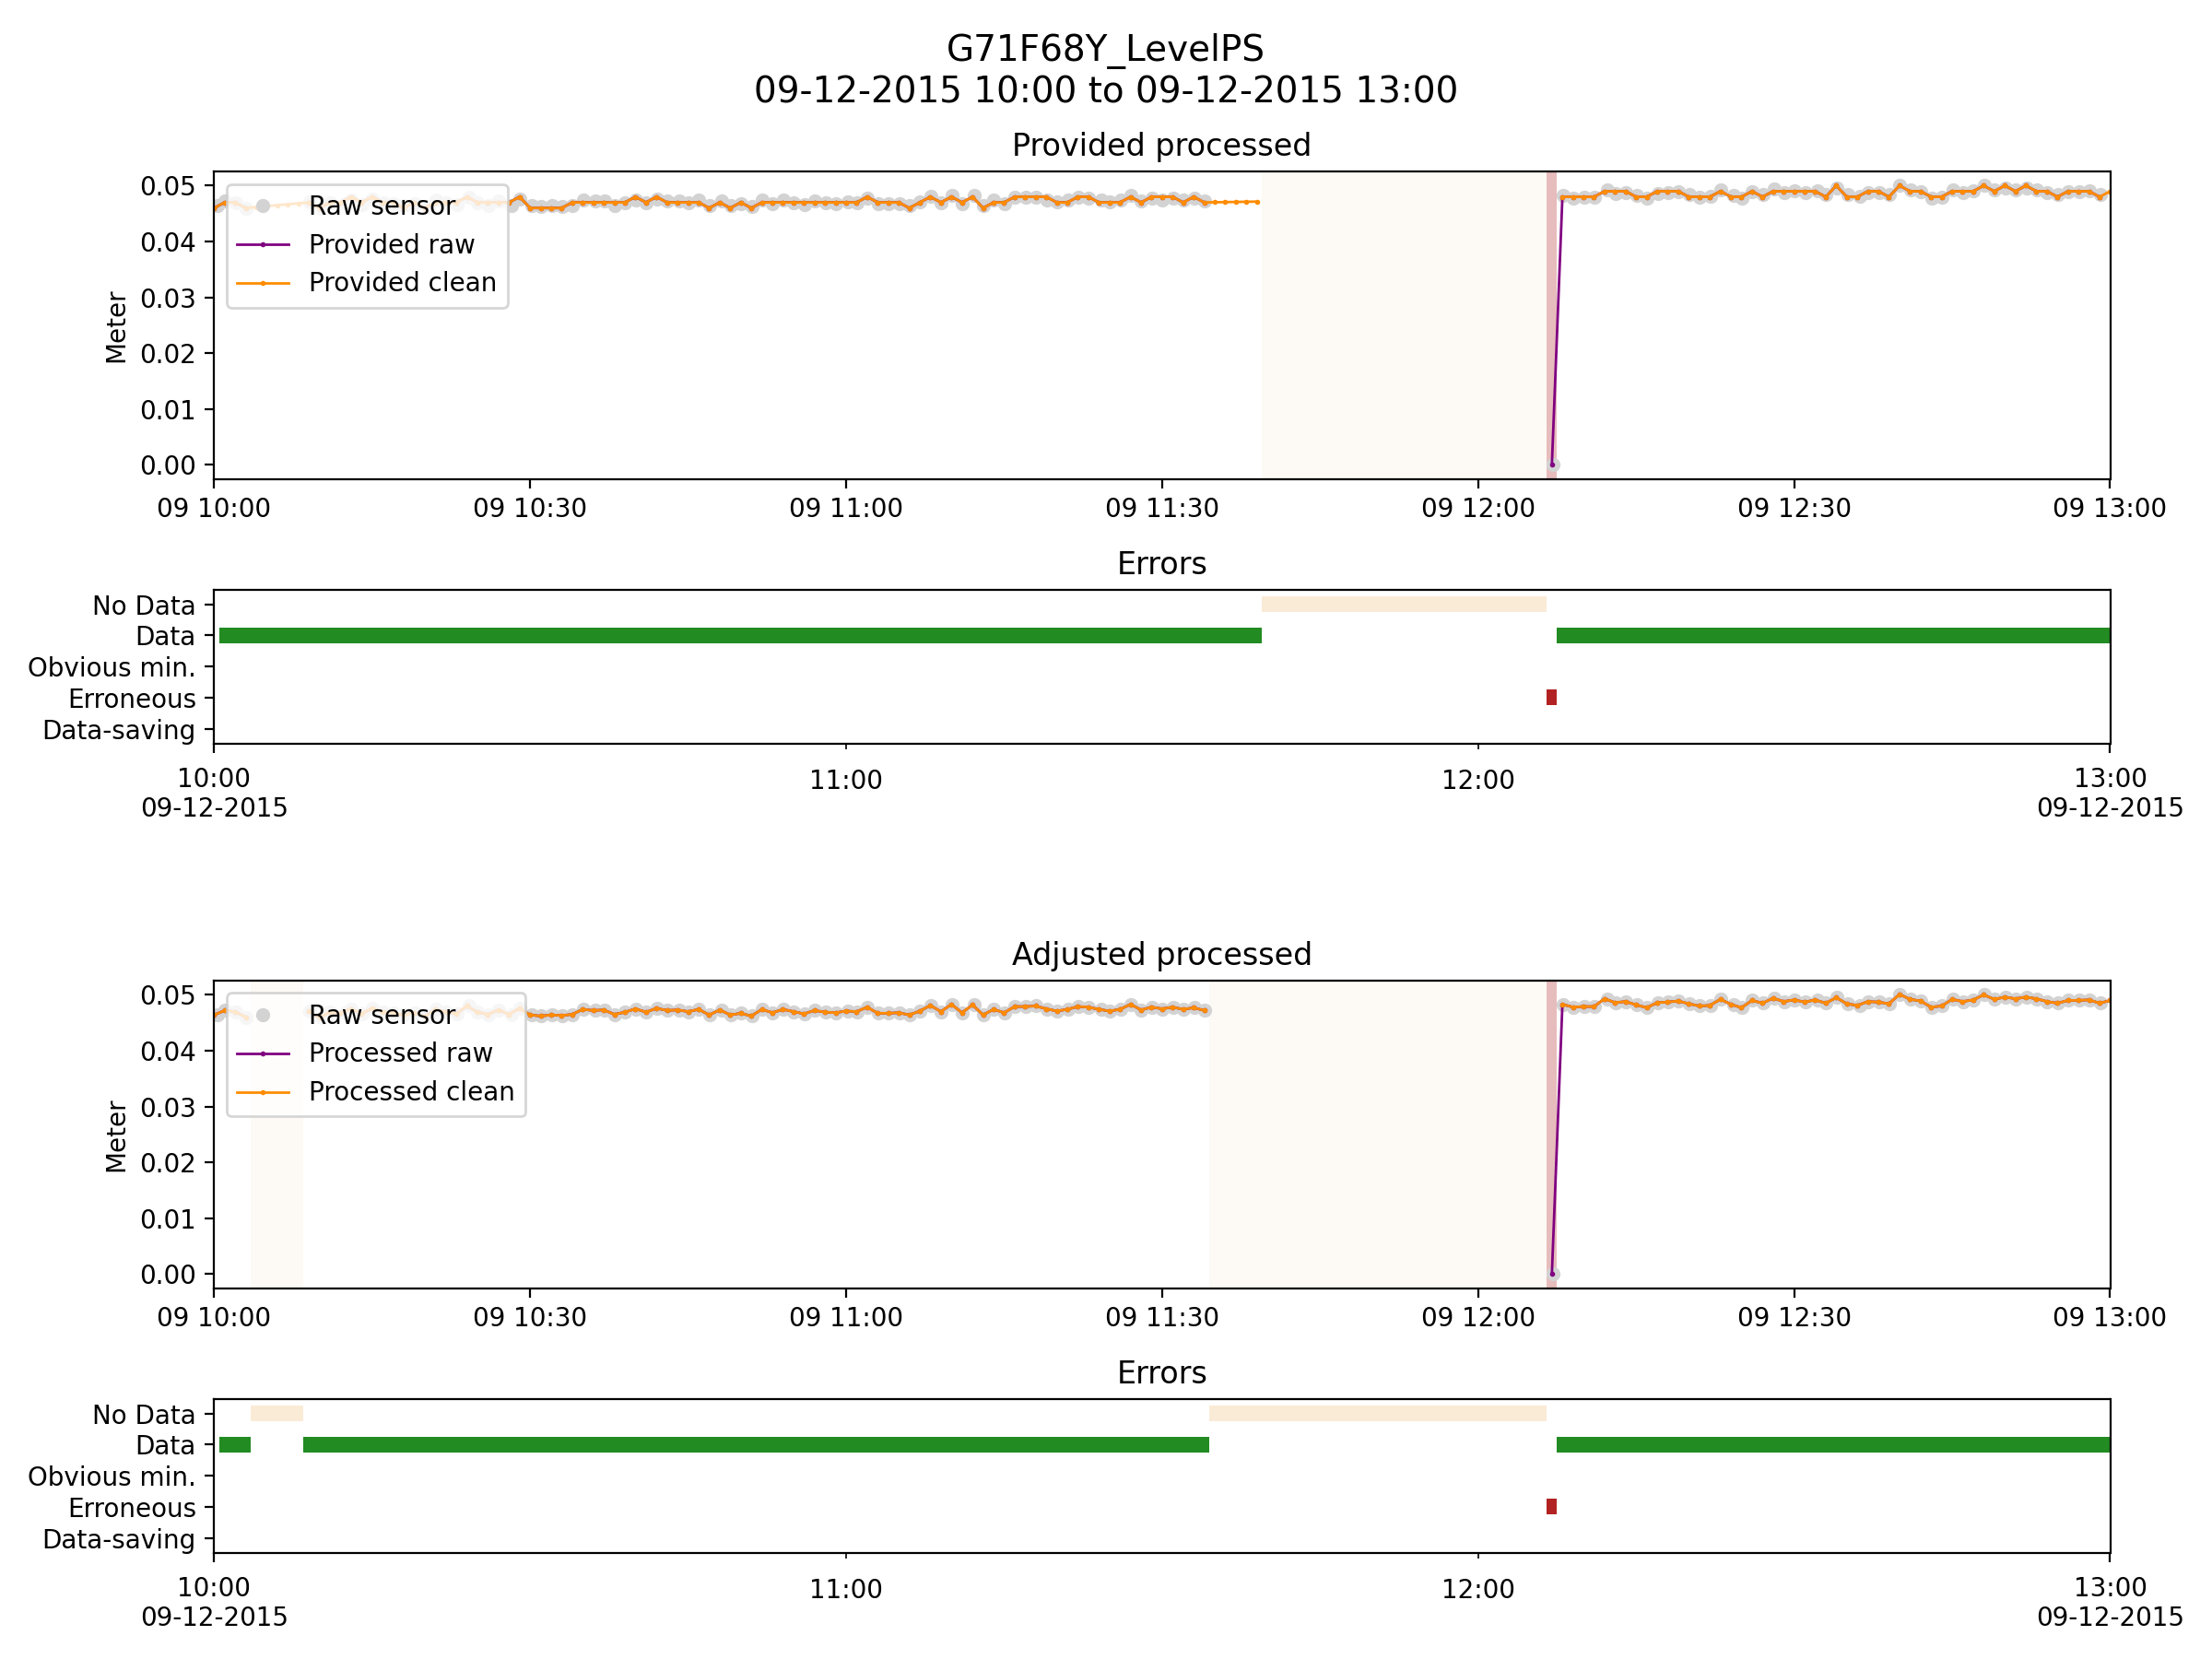 G71F68Y_LevelPS
09-12-2015 10:00 to 09-12-2015 13:00
Provided processed
Meter
0.05
0.04
0.03
0.02
0.01
0.00
Raw sensor
Provided raw
Provided clean
09 10:00 09 10:30 09 11:00 09 11:30 09 12:00 09 12:30 09 13:00
Errors
No Data
Data
Obvious min.
Erroneous
Data-saving
10:00 11:00 12:00 13:00
09-12-2015 09-12-2015
Adjusted processed
Meter
0.05
0.04
0.03
0.02
0.01
0.00
Raw sensor
Processed raw
Processed clean
09 10:00 09 10:30 09 11:00 09 11:30 09 12:00 09 12:30 09 13:00
Errors
No Data
Data
Obvious min.
Erroneous
Data-saving
10:00 11:00 12:00 13:00
09-12-2015 09-12-2015